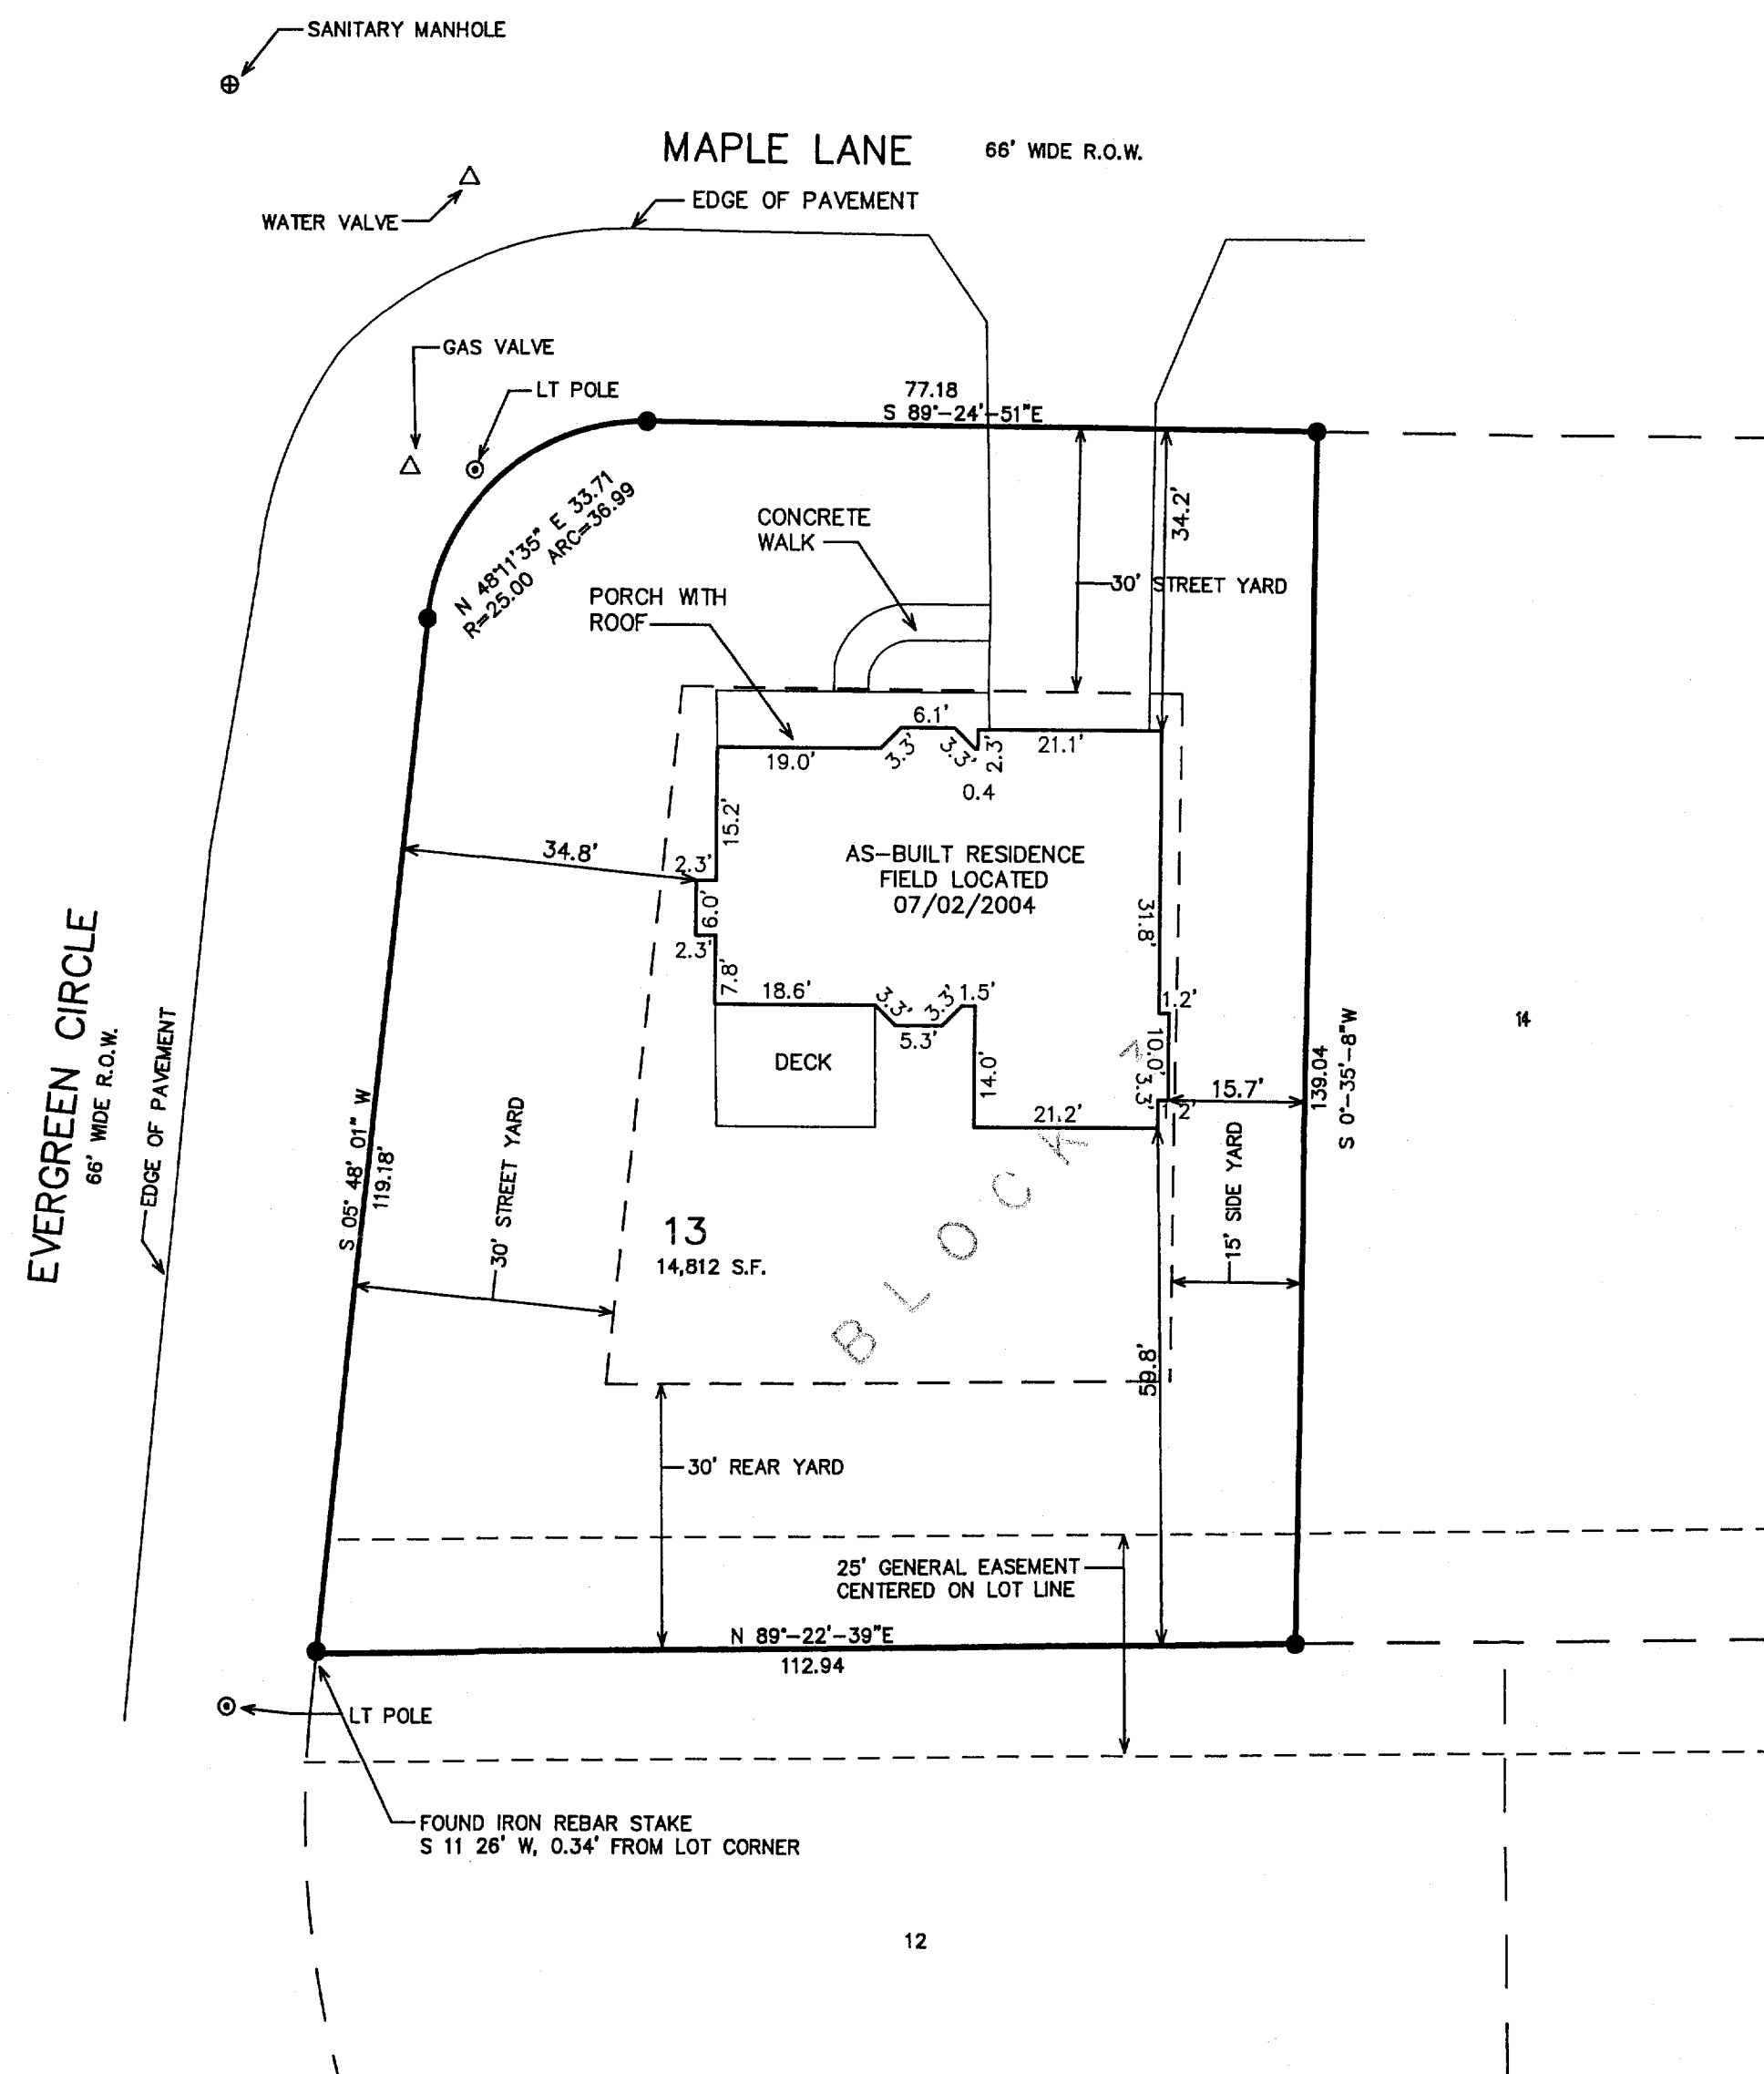 SANITARY MANHOLE
MAPLE LANE 66' WIDE R.O.W.
EDGE OF PAVEMENT
WATER VALVE
GAS VALVE
LT POLE
77.18
S 89°-24'-51"E
N 48°11'35" E 33.71
R=25.00 ARC=36.99
CONCRETE
WALK
34.2'
30' STREET YARD
PORCH WITH
ROOF
6.1'
3.3'
3.3'
2.3'
21.1'
19.0'
0.4
15.2'
34.8'
2.3'
AS-BUILT RESIDENCE
FIELD LOCATED
07/02/2004
6.0'
31.8'
2.3'
7.8'
18.6'
3.3'
3.3'
1.5'
1.2'
5.3'
EVERGREEN CIRCLE
66' WIDE R.O.W.
EDGE OF PAVEMENT
14
DECK
14.0'
10.0'
3.3'
15.7'
139.04
S 0°-35'-8"W
1.2'
21.2'
S 05° 48' 01" W
119.18'
30' STREET YARD
15' SIDE YARD
13
14,812 S.F.
BLOCK
59.8'
30' REAR YARD
25' GENERAL EASEMENT
CENTERED ON LOT LINE
N 89°-22'-39"E
112.94
LT POLE
FOUND IRON REBAR STAKE
S 11 26' W, 0.34' FROM LOT CORNER
12